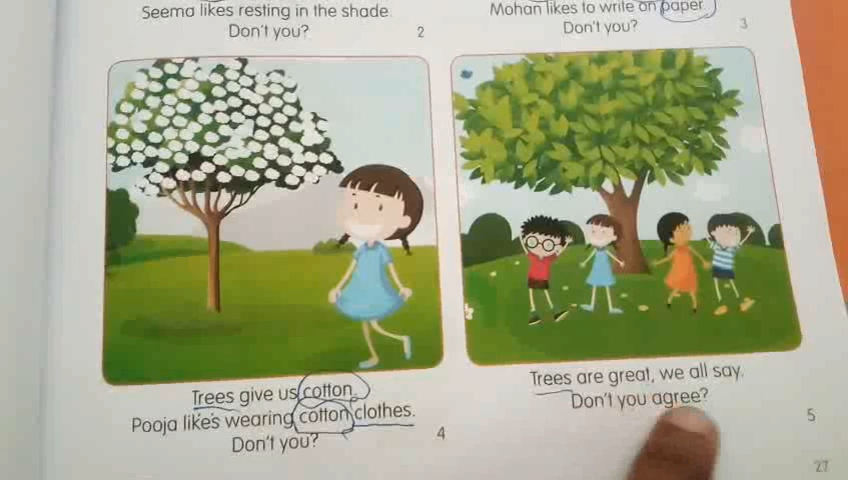 Seema likes resting in the shade.
Don't you?
2
Mohan likes to write on paper.
Don't you?
3
Trees give us cotton.
Pooja likes wearing cotton clothes.
Don't you?
4
Trees are great, we all say.
Don't you agree?
5
27